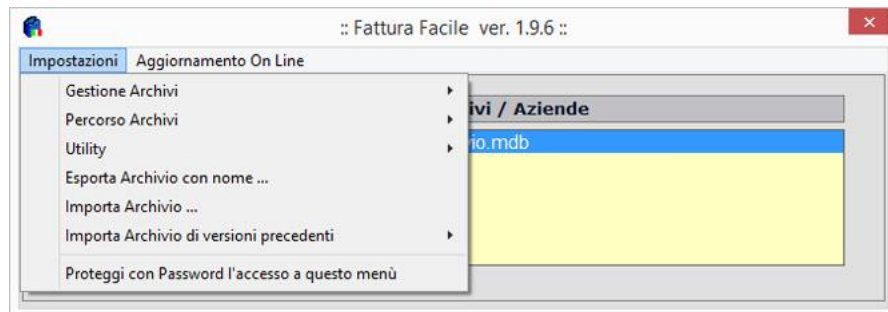 :: Fattura Facile ver. 1.9.6 ::
Impostazioni Aggiornamento On Line
Gestione Archivi
Percorso Archivi
Utility
Esporta Archivio con nome ...
Importa Archivio ...
Importa Archivio di versioni precedenti
Proteggi con Password l'accesso a questo menù
ivi / Aziende
io.mdb